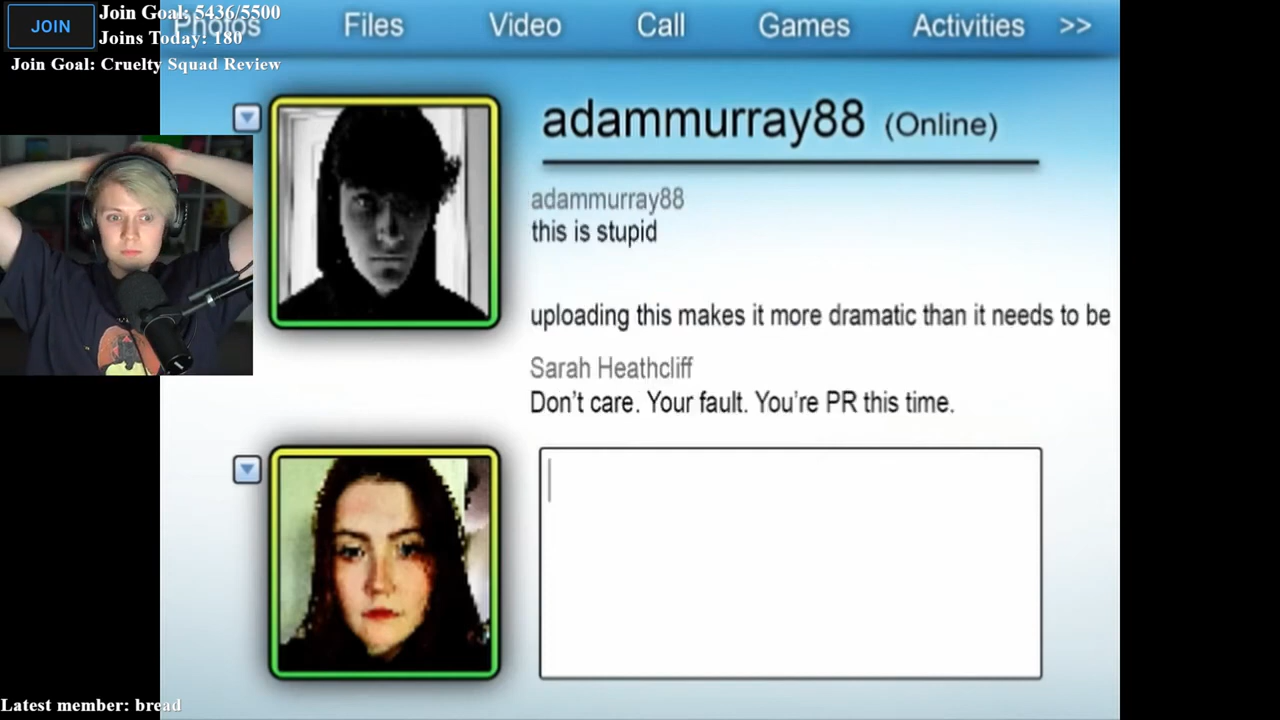 JOIN
Join Goal: 5436/5500
Joins Today: 180
Join Goal: Cruelty Squad Review
Photos Files Video Call Games Activities >>
adammurray88 (Online)
adammurray88
this is stupid
uploading this makes it more dramatic than it needs to be
Sarah Heathcliff
Don't care. Your fault. You're PR this time.
Latest member: bread